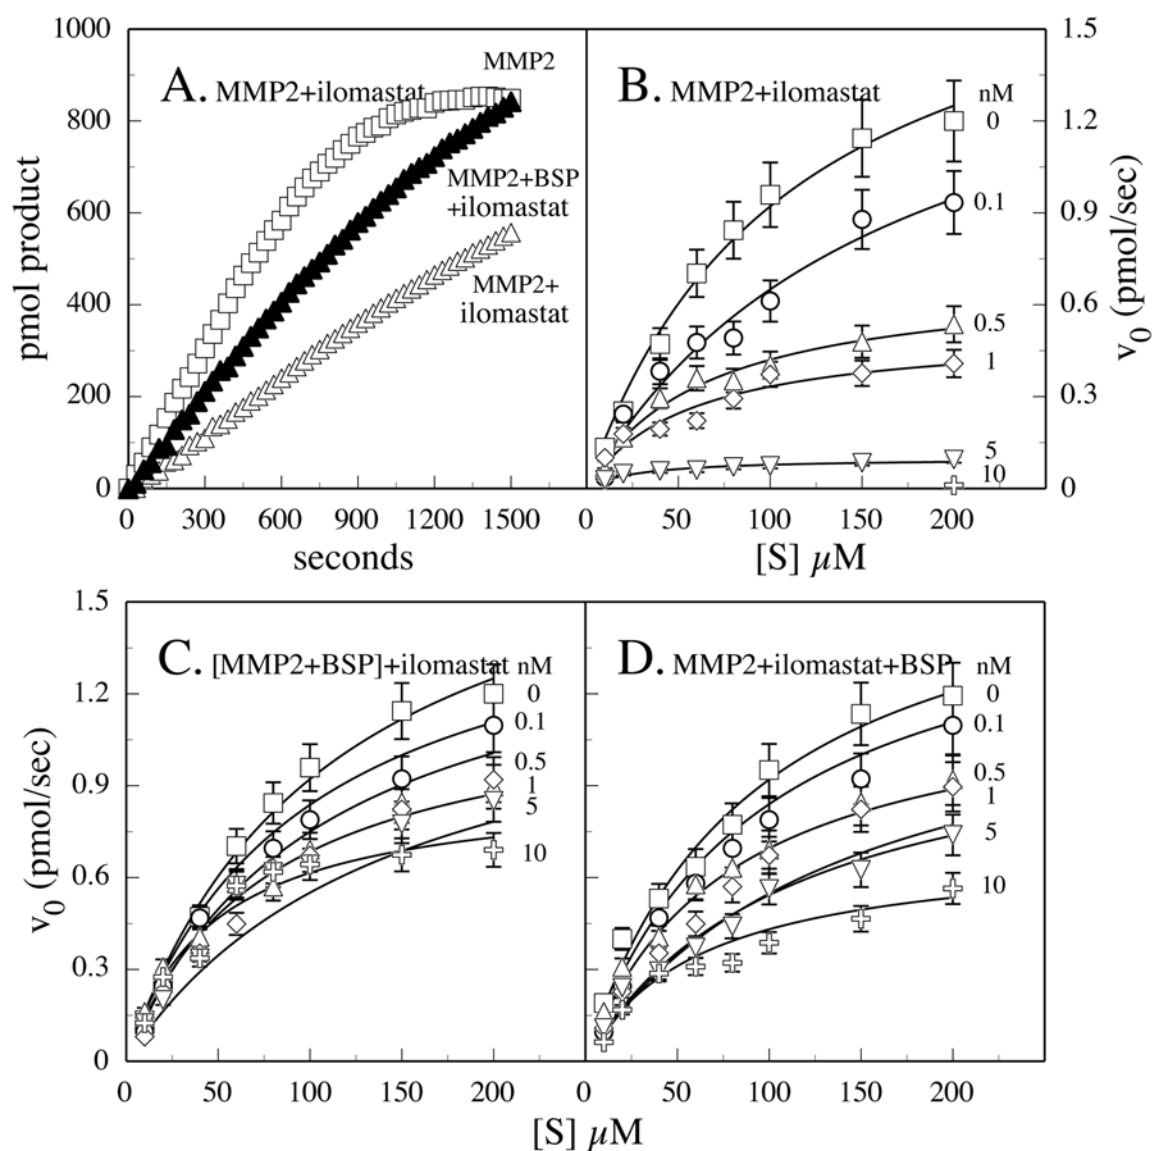 1000
800
600
400
200
0
pmol product
A. MMP2+ilomastat
MMP2
MMP2+BSP
+ilomastat
MMP2+
ilomastat
0 300 600 900 1200 1500
seconds
B. MMP2+ilomastat
nM
0
0.1
0.5
1
5
10
1.5
1.2
0.9
0.6
0.3
0
v0 (pmol/sec)
0 50 100 150 200
[S] µM
1.5
1.2
0.9
0.6
0.3
0
v0 (pmol/sec)
C. [MMP2+BSP]+ilomastat nM
0
0.1
0.5
1
5
10
0 50 100 150 200
D. MMP2+ilomastat+BSP nM
0
0.1
0.5
1
5
10
0 50 100 150 200
[S] µM